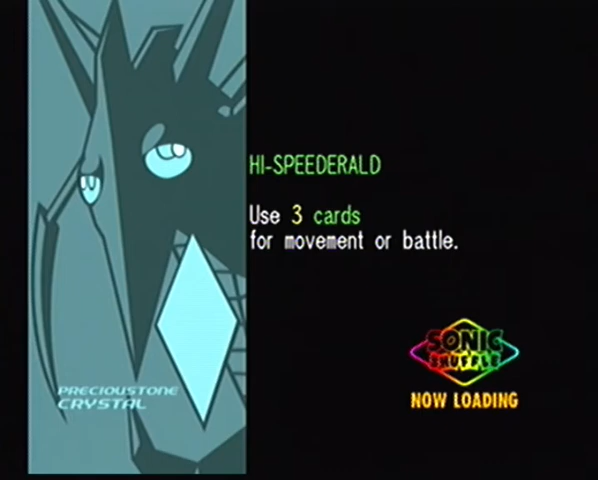 HI-SPEEDERALD
Use 3 cards
for movement or battle.
PRECIOUSTONE
CRYSTAL
SONIC
SHUFFLE
NOW LOADING